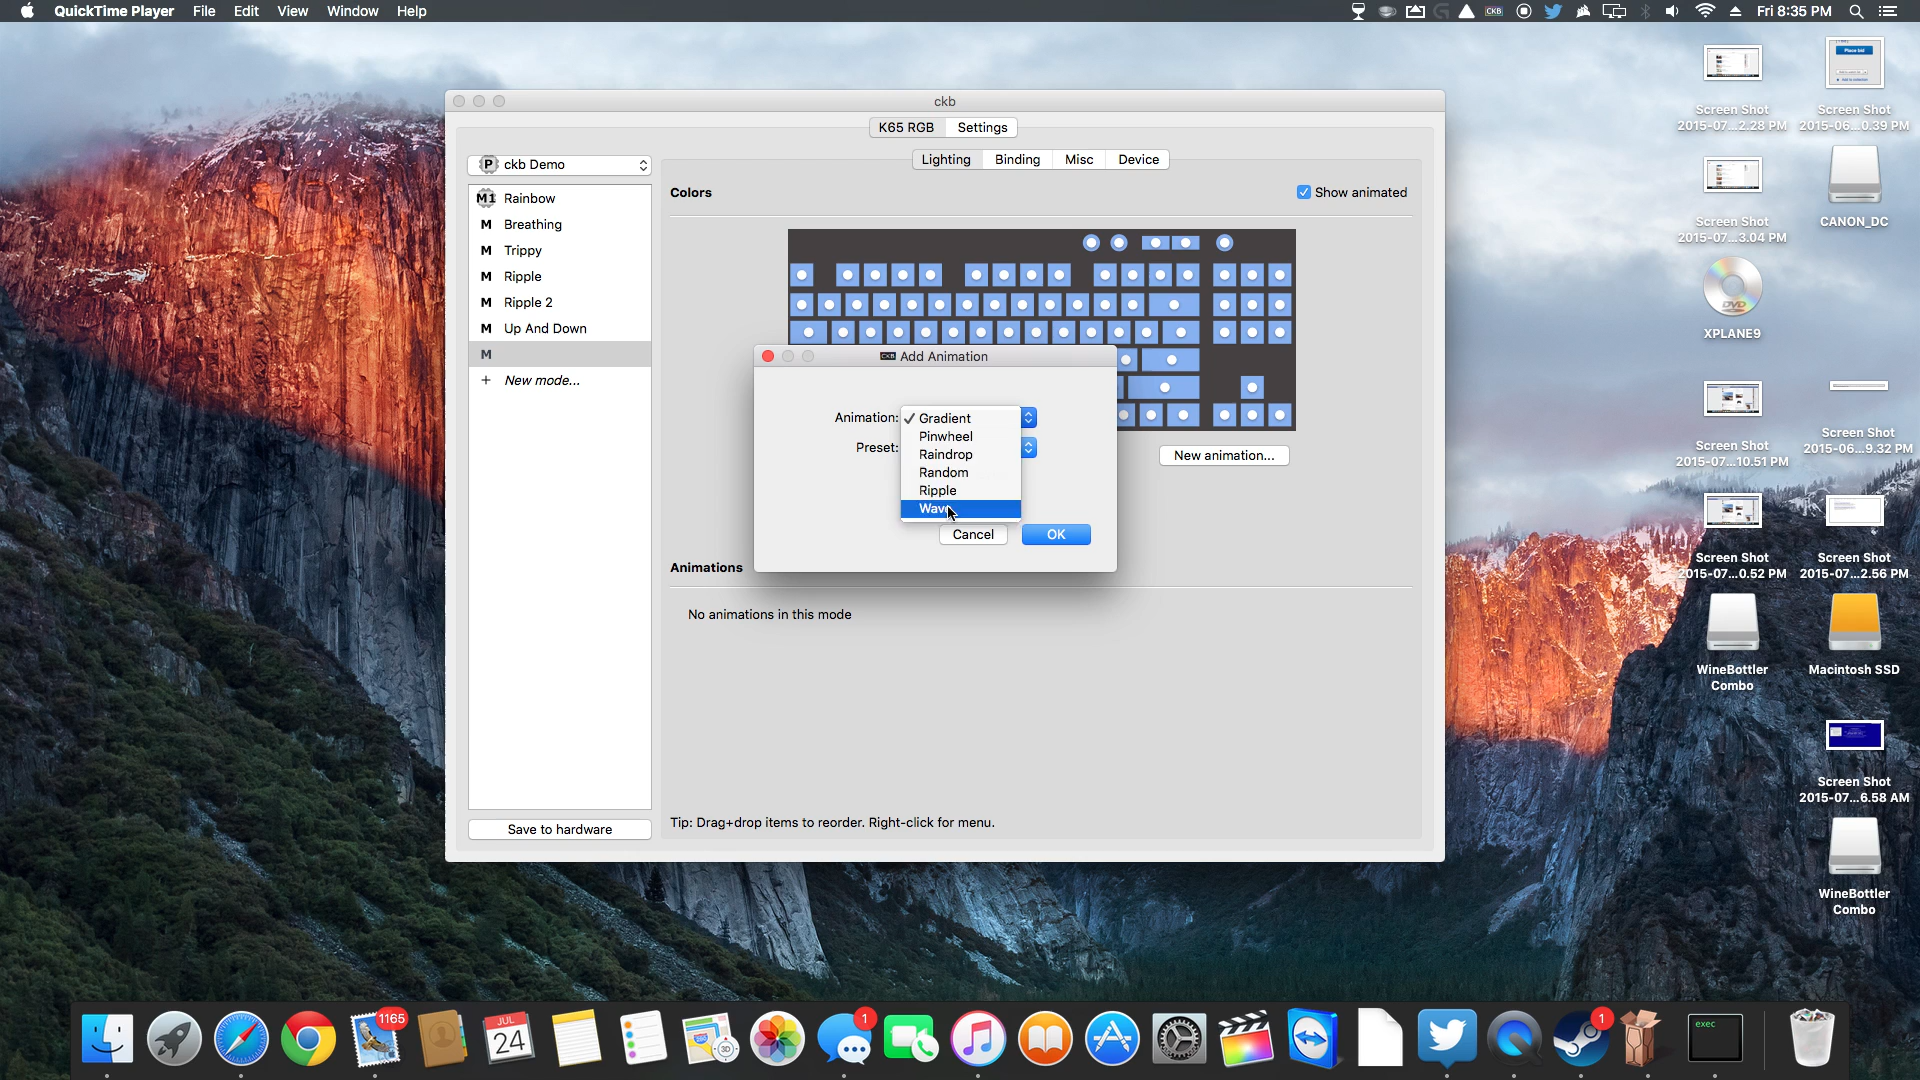 QuickTime Player File Edit View Window Help
CKB
Fri 8:35 PM
ckb
K65 RGB Settings
P ckb Demo
Lighting Binding Misc Device
M1 Rainbow
M Breathing
M Trippy
M Ripple
M Ripple 2
M Up And Down
M
+ New mode...
Save to hardware
Colors
Show animated
CKB Add Animation
Animation: ✓ Gradient
Pinwheel
Preset:
Raindrop
Random
Ripple
Cancel OK
New animation...
Animations
No animations in this mode
Tip: Drag+drop items to reorder. Right-click for menu.
Screen Shot
2015-07...2.28 PM
Screen Shot
2015-06...0.39 PM
Screen Shot
2015-07...3.04 PM
CANON_DC
DVD
XPLANE9
Screen Shot
2015-07...10.51 PM
Screen Shot
2015-06...9.32 PM
Screen Shot
2015-07...0.52 PM
Screen Shot
2015-07...2.56 PM
WineBottler
Combo
Macintosh SSD
Screen Shot
2015-07...6.58 AM
WineBottler
Combo
Place bid
1165
JUL
24
3D
1
1
exec